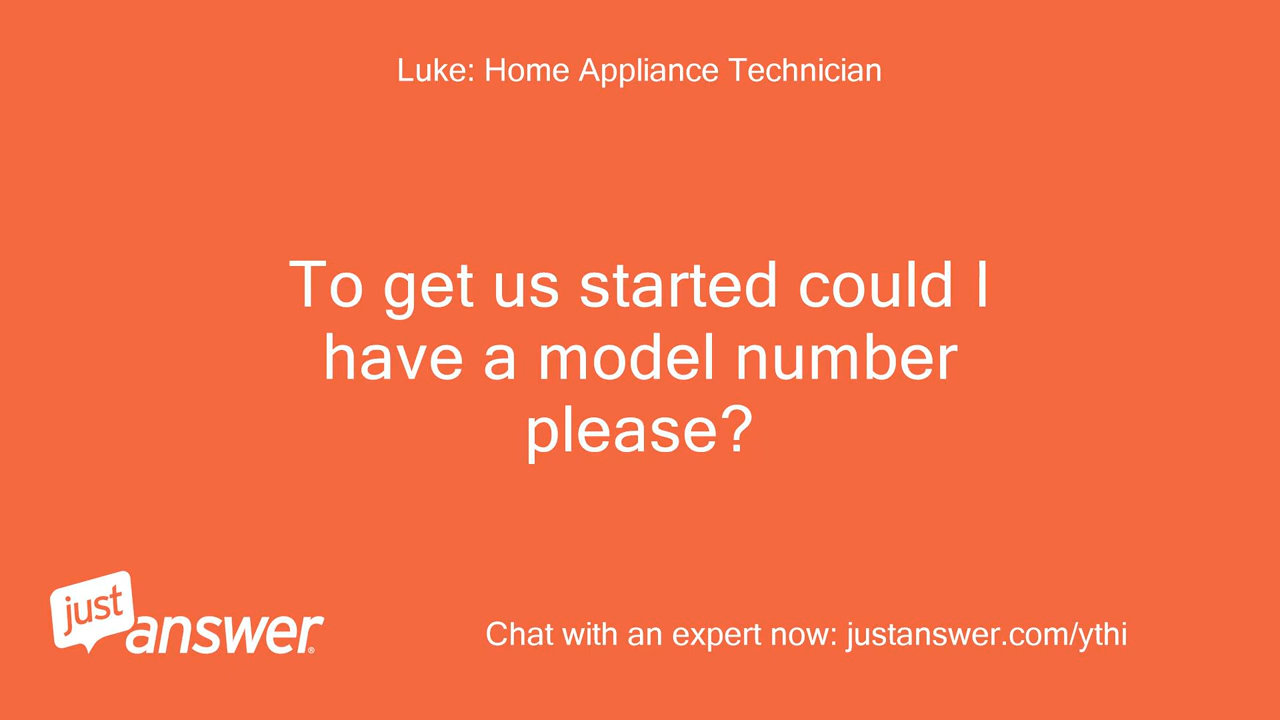 Luke: Home Appliance Technician
To get us started could I
have a model number
please?
just
answer®
Chat with an expert now: justanswer.com/ythi